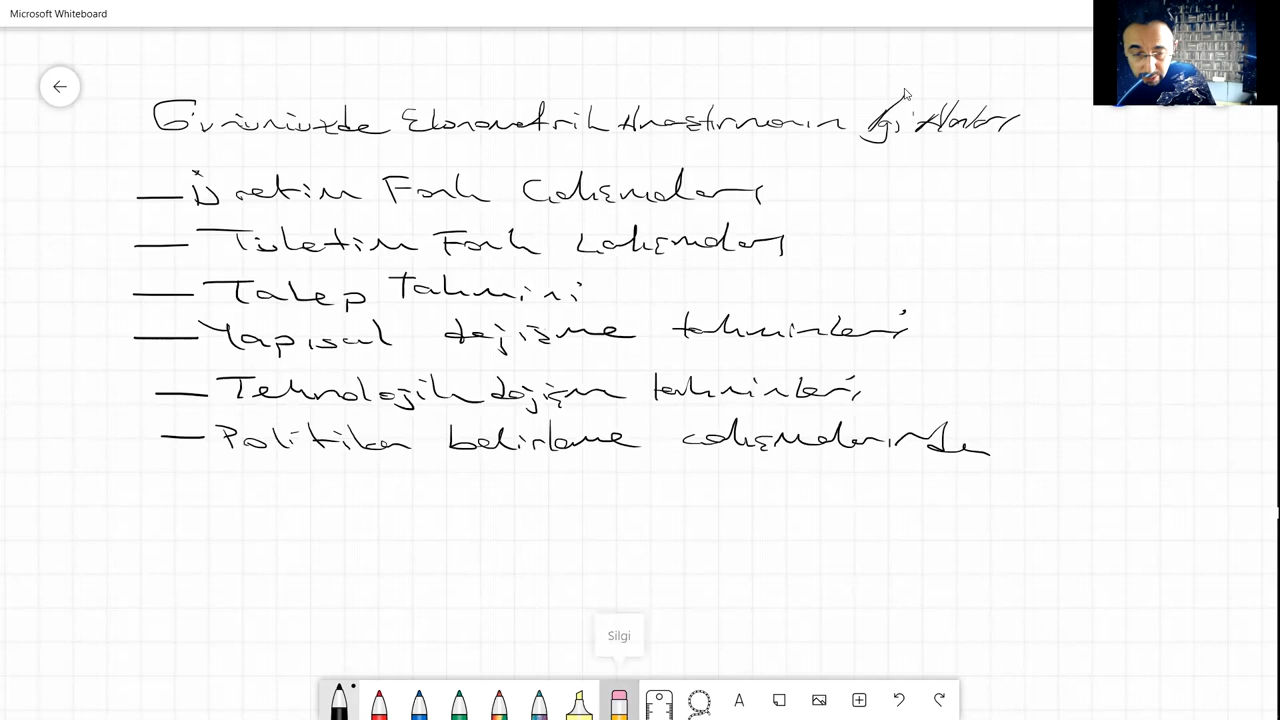 Microsoft Whiteboard
Günümüzde Ekonometrik Araştırmanın İlgi Alanları
— Üretim Fonk Çalışmaları
— Tüketim Fonk Çalışmaları
— Talep Tahmini
— Yapısal değişme tahminleri
— Teknolojik değişim tahminleri
— Politika belirleme çalışmalarında
Silgi
A